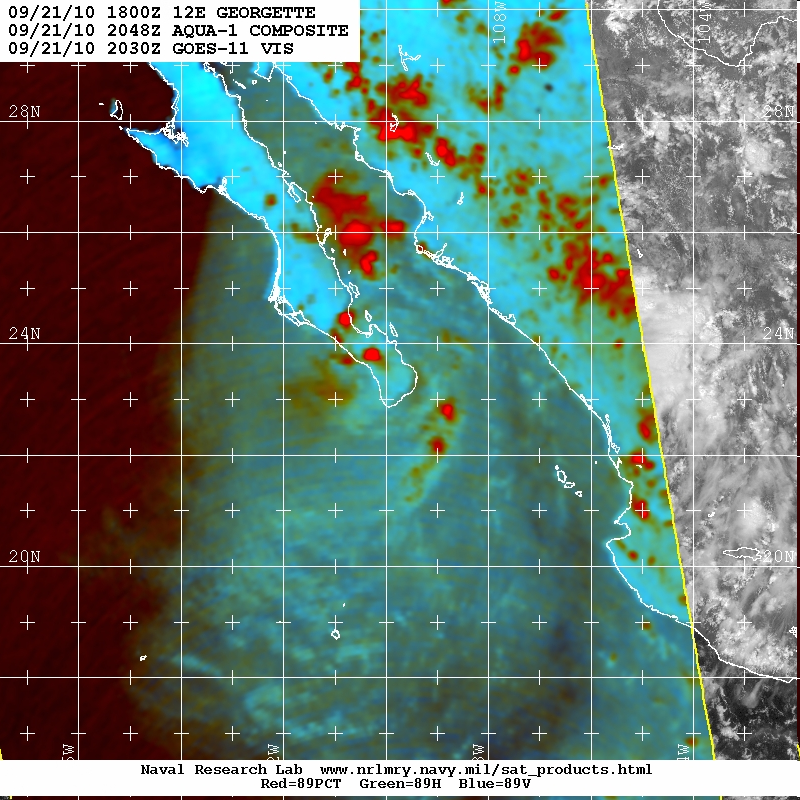 09/21/10 1800Z 12E GEORGETTE
09/21/10 2048Z AQUA-1 COMPOSITE
09/21/10 2030Z GOES-11 VIS
108W
104W
28N
28N
24N
24N
20N
20N
Naval Research Lab www.nrlmry.navy.mil/sat_products.html
Red=89PCT Green=89H Blue=89V